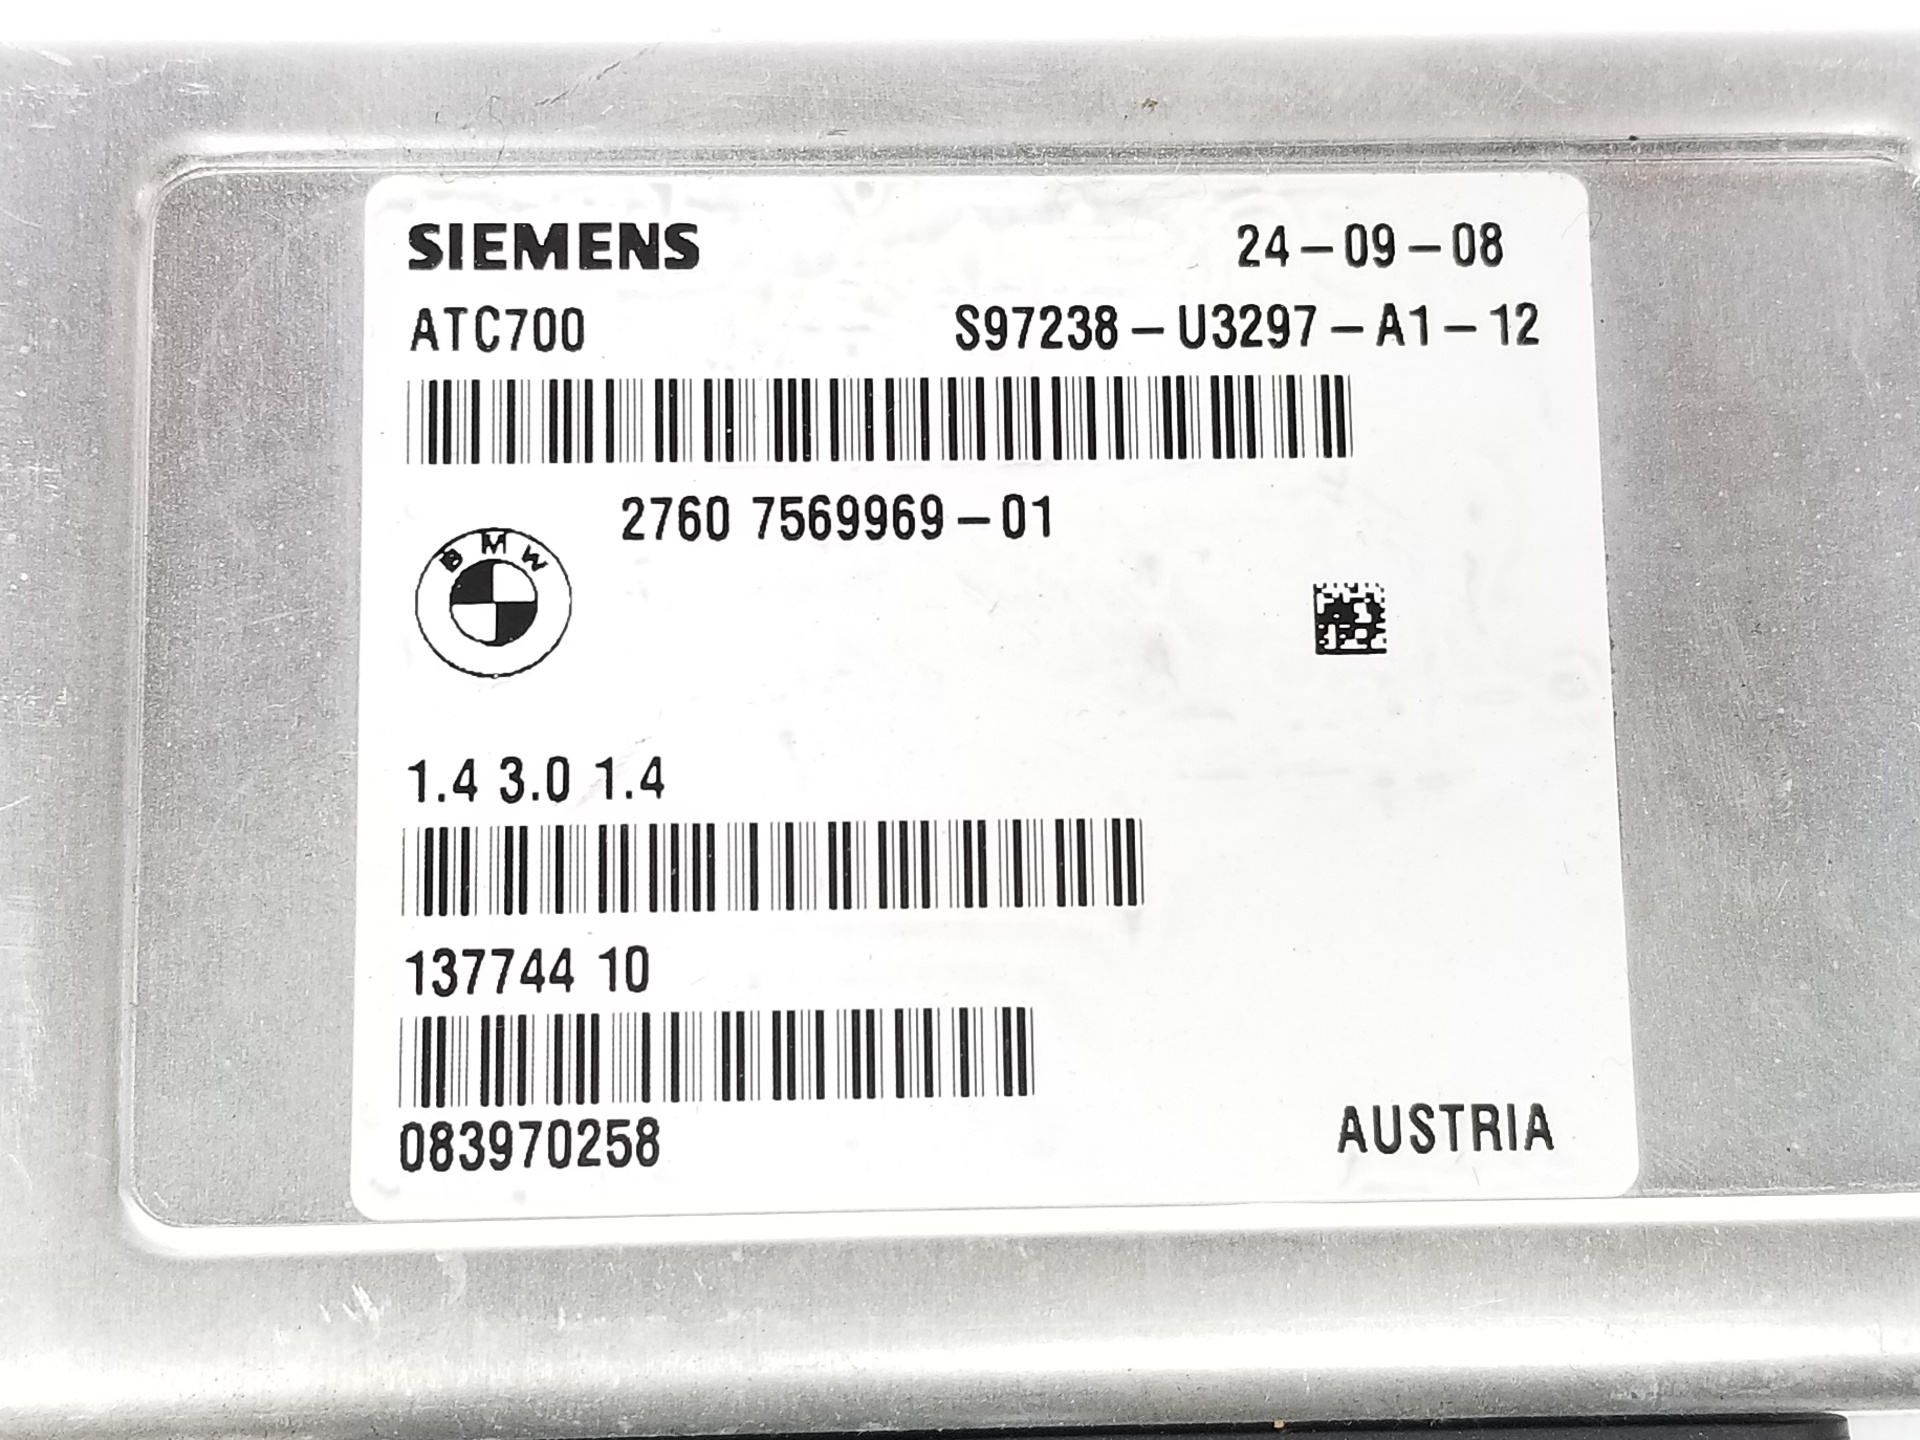 SIEMENS 24-09-08
ATC700 S97238-U3297-A1-12
2760 7569969-01
BMW
1.4 3.0 1.4
137744 10
083970258
AUSTRIA